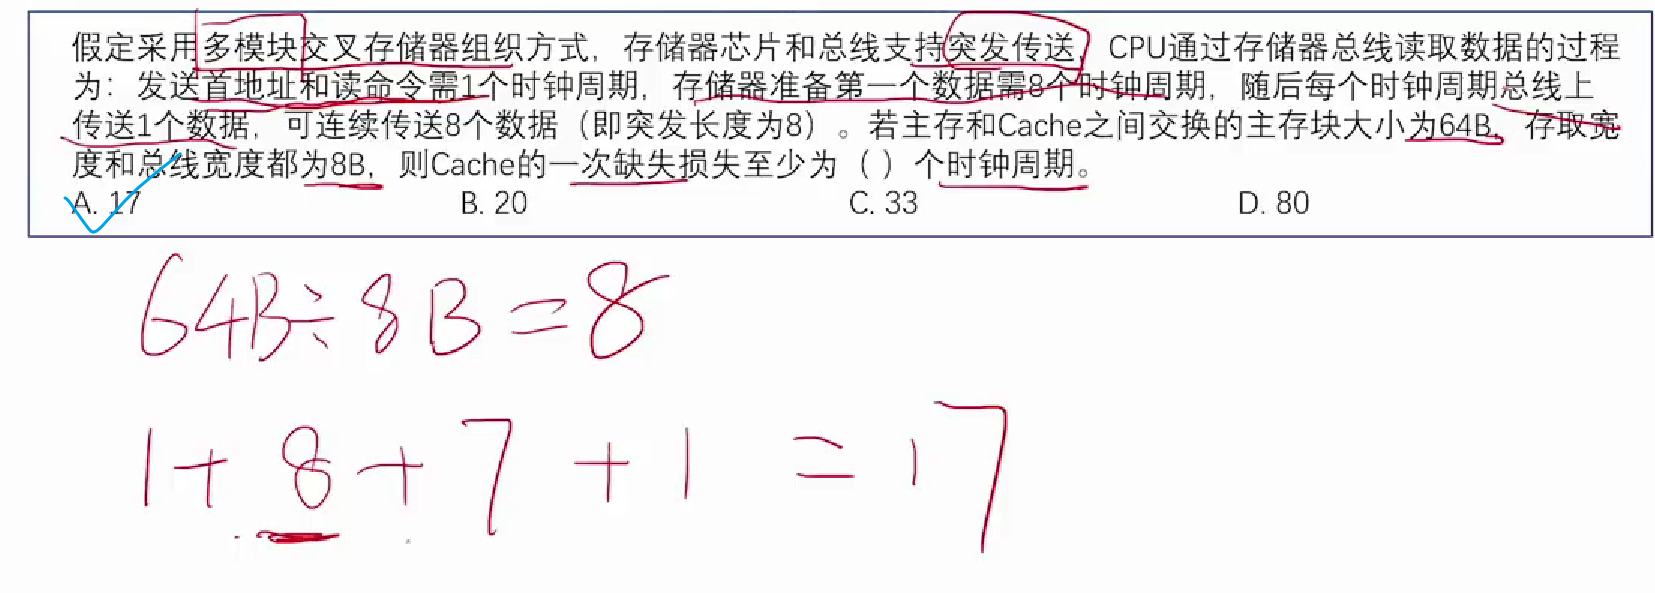 假定采用多模块交叉存储器组织方式，存储器芯片和总线支持突发传送，CPU通过存储器总线读取数据的过程
为：发送首地址和读命令需1个时钟周期，存储器准备第一个数据需8个时钟周期，随后每个时钟周期总线上
传送1个数据，可连续传送8个数据（即突发长度为8）。若主存和Cache之间交换的主存块大小为64B，存取宽
度和总线宽度都为8B，则Cache的一次缺失损失至少为（ ）个时钟周期。
A. 17 B. 20 C. 33 D. 80
64B÷8B=8
1+8+7+1=17